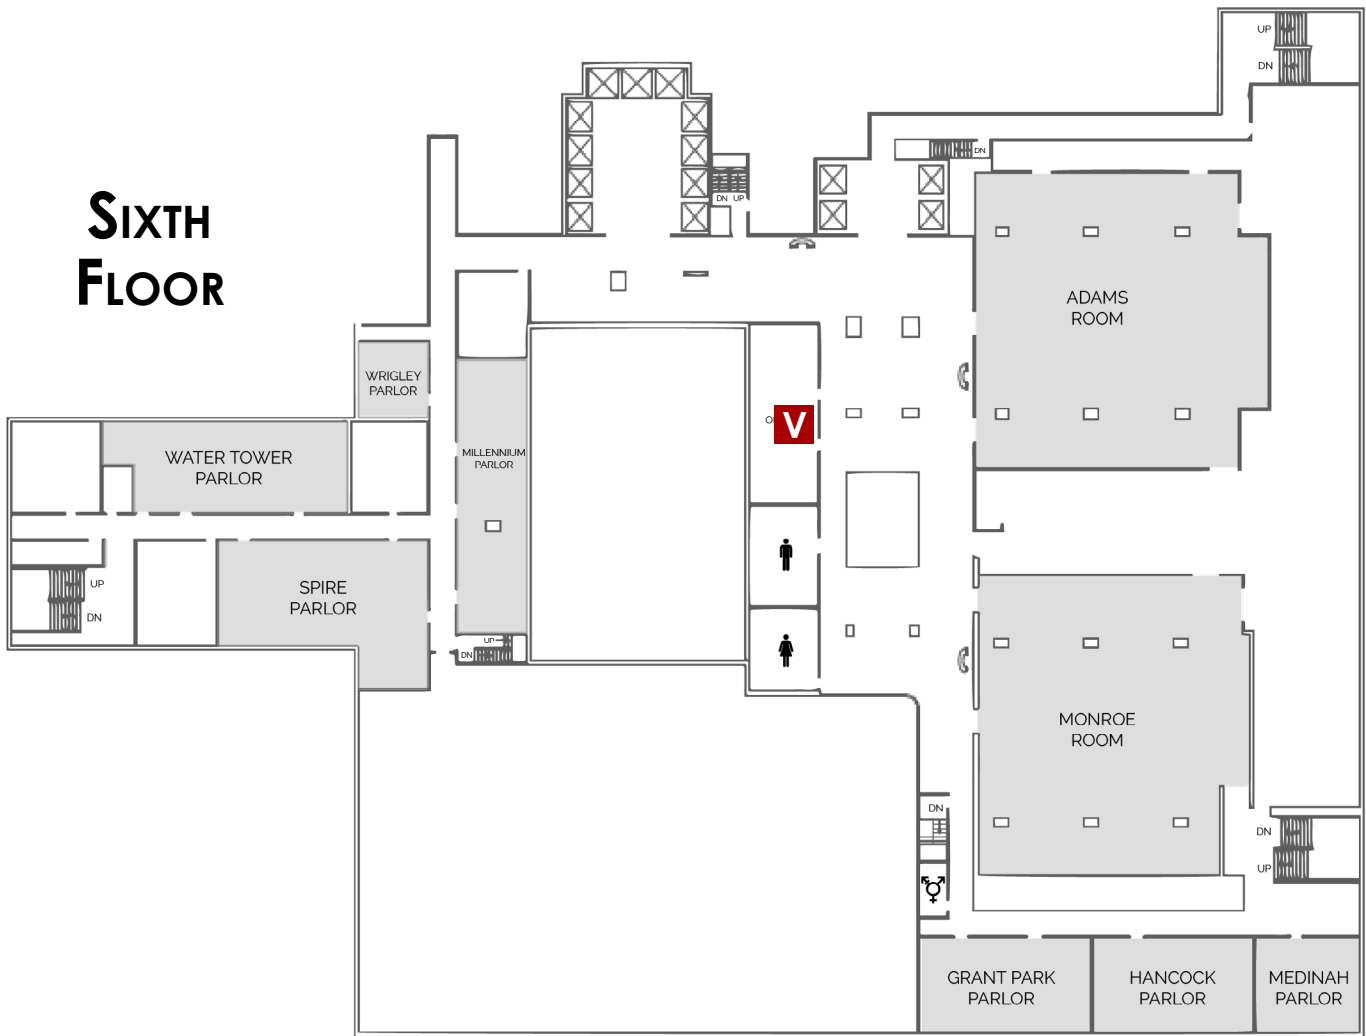 UP
DN
DN
DN UP
SIXTH
FLOOR
ADAMS
ROOM
WRIGLEY
PARLOR
V
WATER TOWER
PARLOR
MILLENNIUM
PARLOR
UP
DN
SPIRE
PARLOR
UP
DN
MONROE
ROOM
DN
DN
UP
GRANT PARK
PARLOR
HANCOCK
PARLOR
MEDINAH
PARLOR